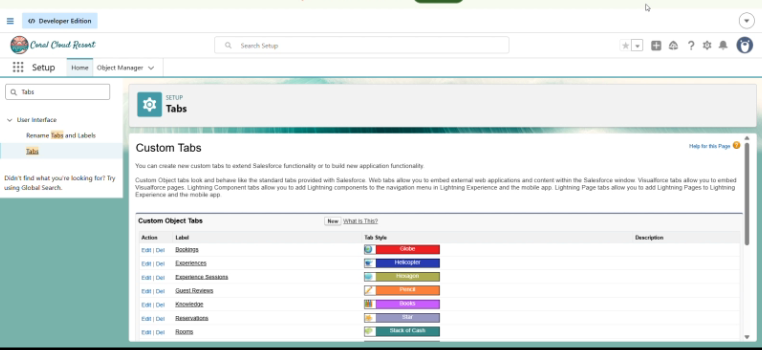 Developer Edition
Coral Cloud Resort
Search Setup
Setup
Home
Object Manager
Tabs
User Interface
Rename Tabs and Labels
Tabs
Didn't find what you're looking for? Try
using Global Search.
SETUP
Tabs
Custom Tabs
Help for this Page
You can create new custom tabs to extend Salesforce functionality or to build new application functionality
Custom Object tabs look and behave like the standard tabs provided with Salesforce. Web tabs allow you to embed external web applications and content within the Salesforce window. Visualforce tabs allow you to embed
Visualforce pages. Lightning Component tabs allow you to add Lightning components to the navigation menu in Lightning Experience and the mobile app. Lightning Page tabs allow you to add Lightning Pages to Lightning
Experience and the mobile app.
Custom Object Tabs
New
What Is This?
Action Label Tab Style Description
Edit | Del Bookings Globe
Edit | Del Experiences Helicopter
Edit | Del Experience Sessions Hexagon
Edit | Del Guest Reviews Pencil
Edit | Del Knowledge Books
Edit | Del Reservations Star
Edit | Del Rooms Stack of Cash